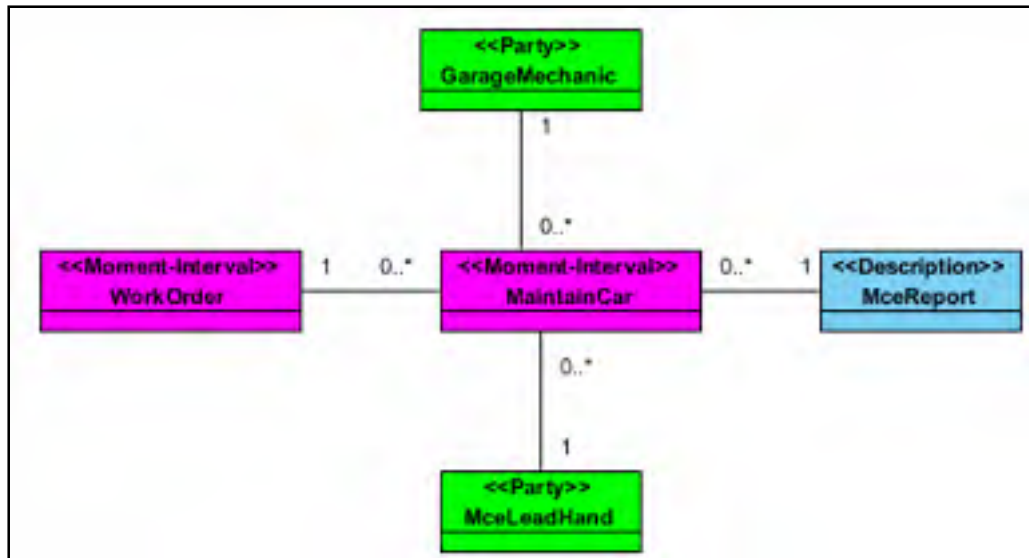 <<Party>>
GarageMechanic
1
0..*
<<Moment-Interval>>
WorkOrder
1
0..*
<<Moment-Interval>>
MaintainCar
0..*
1
<<Description>>
MceReport
0..*
1
<<Party>>
MceLeadHand